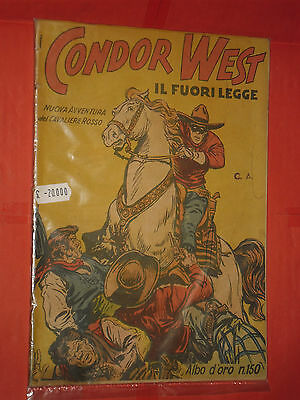 CONDOR WEST
IL FUORI LEGGE
NUOVA AVVENTURA
del CAVALIERE ROSSO
C. A.
£ -20000
Albo d'oro n.150